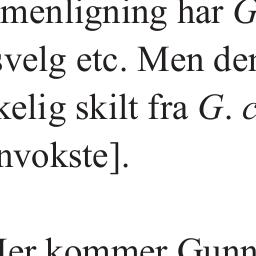 menligning har G
svelg etc. Men der
kelig skilt fra G. c
nvokste].
Her kommer Gunn